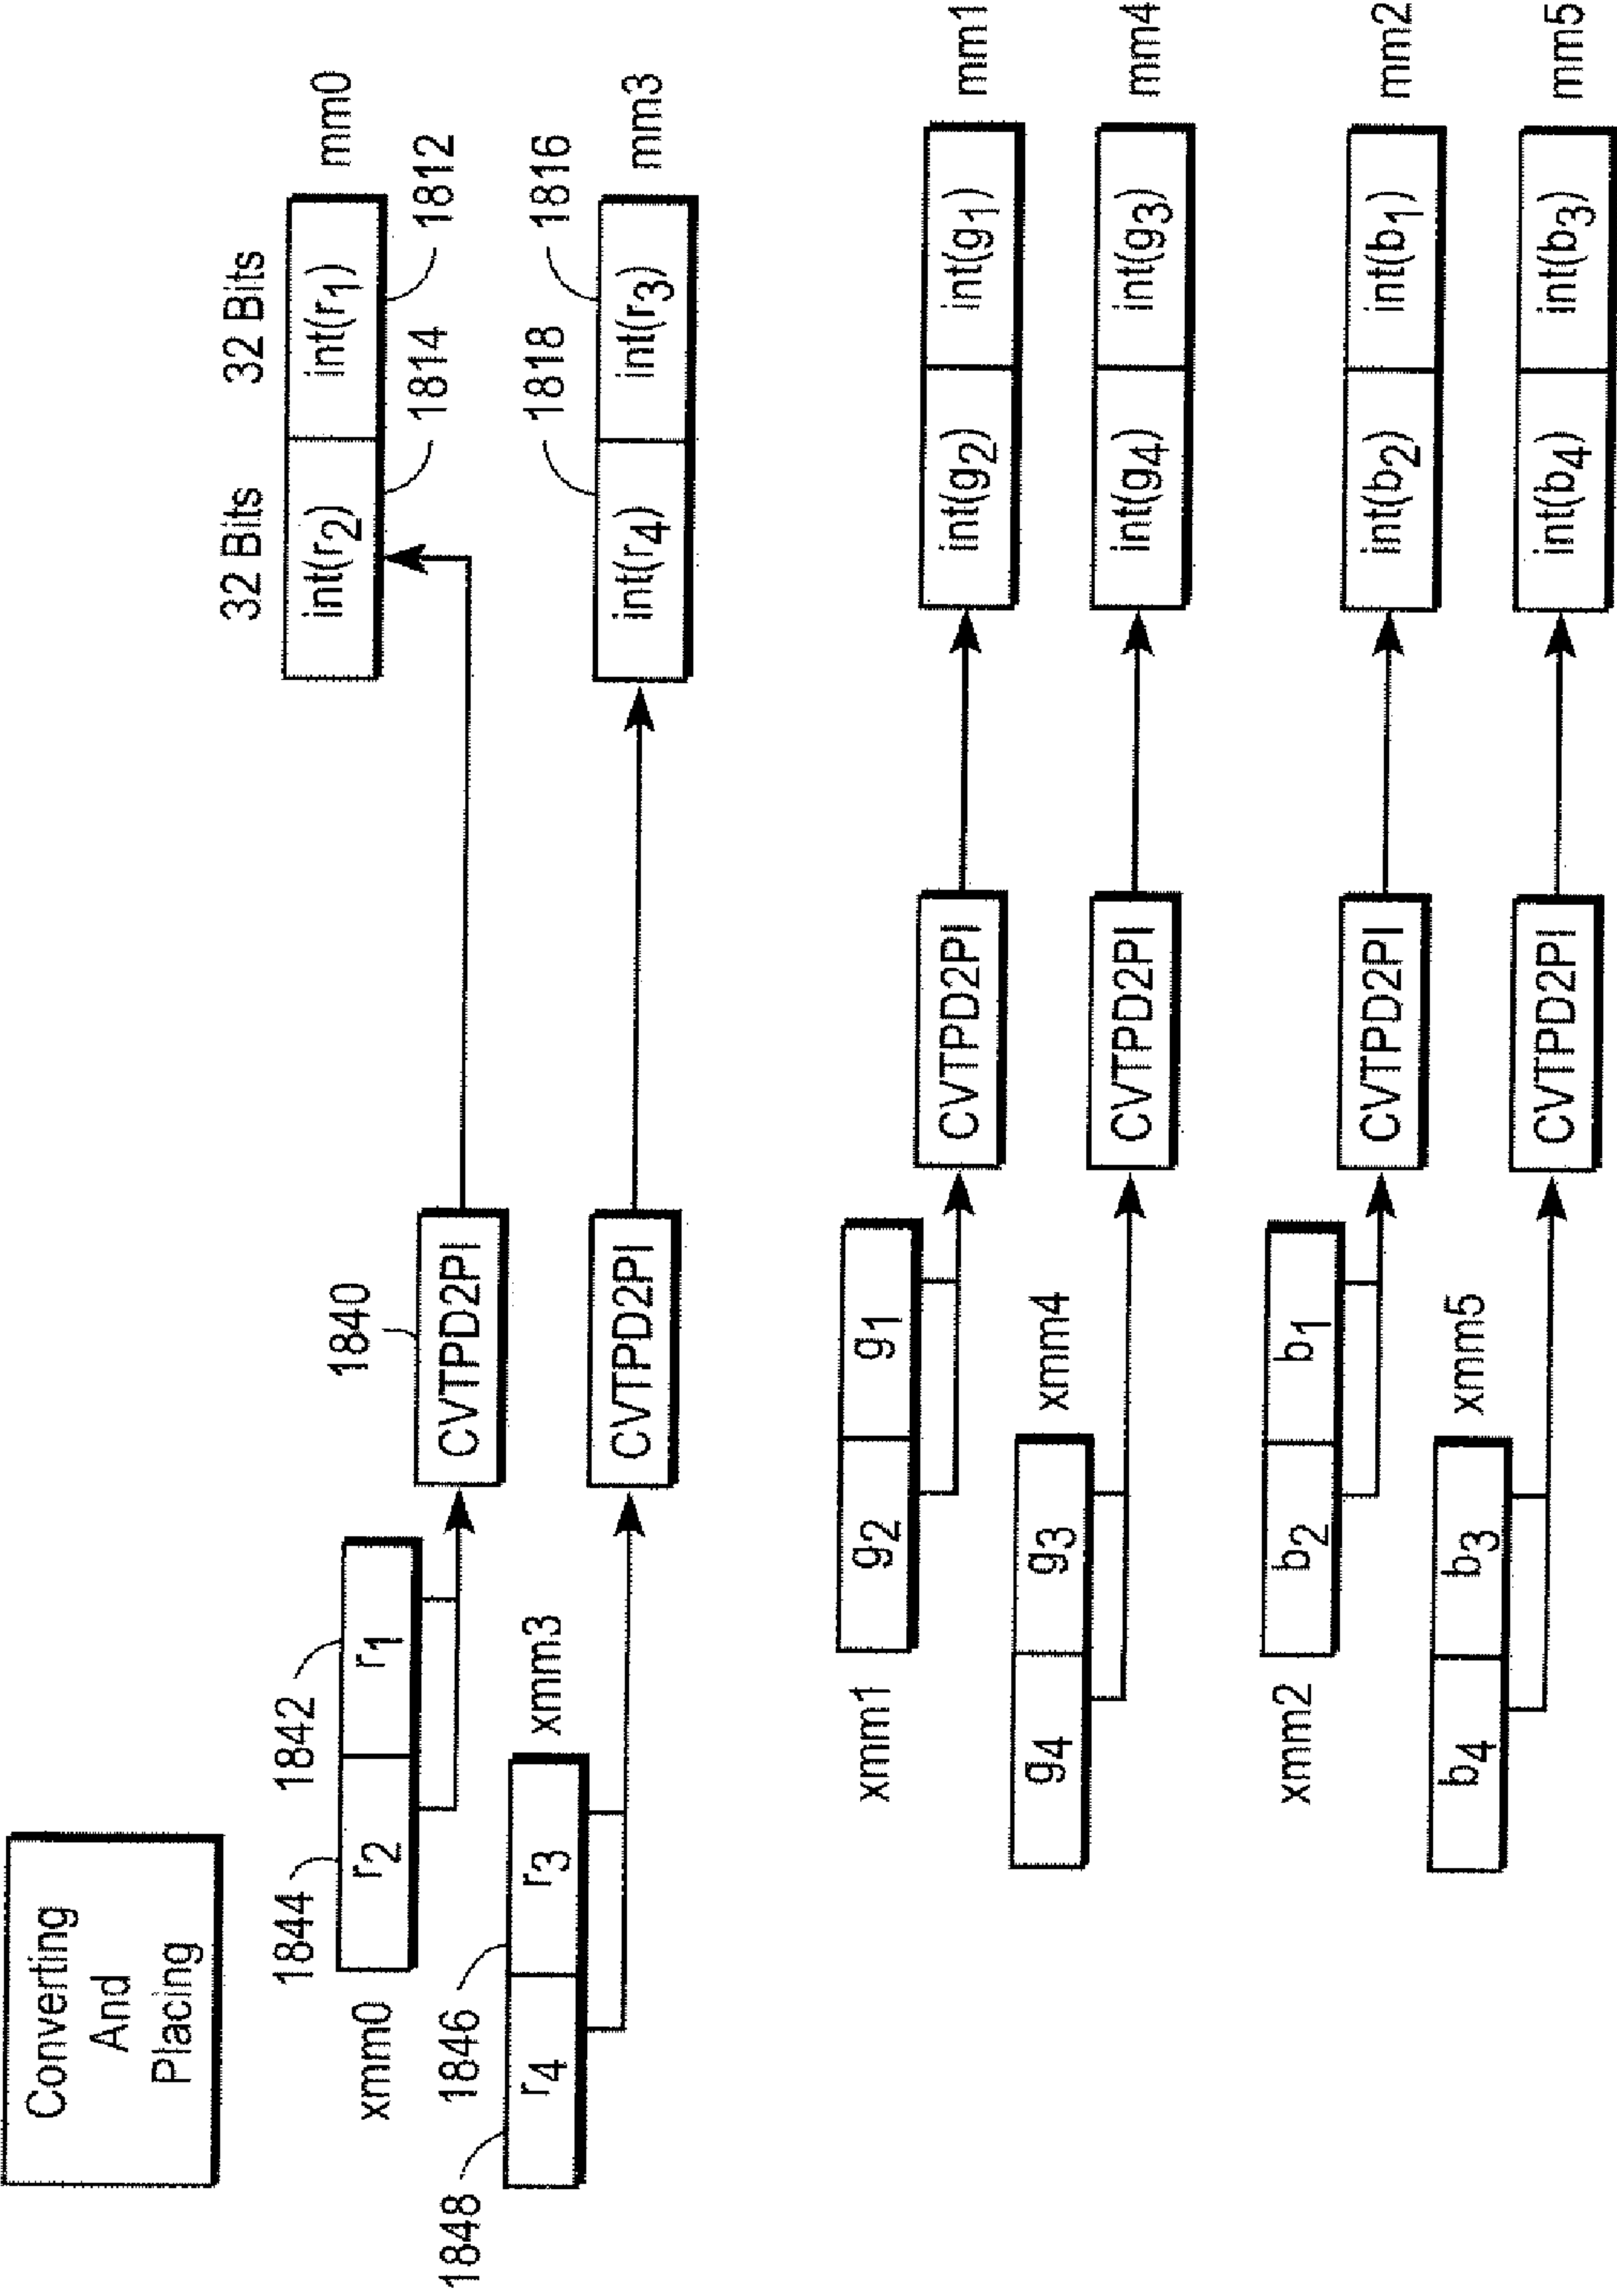 Converting
And
Placing
32 Bits 32 Bits
int(r2) int(r1) mm0
1814 1812
1844 1842 1840
r2 r1
xmm0
CVTPD2PI
1818 1816
int(r4) int(r3) mm3
1848 1846 xmm3
r4 r3
CVTPD2PI
g2 g1
xmm1
CVTPD2PI
int(g2) int(g1) mm1
xmm4
g4 g3
CVTPD2PI
int(g4) int(g3) mm4
b2 b1
xmm2
CVTPD2PI
int(b2) int(b1) mm2
xmm5
b4 b3
CVTPD2PI
int(b4) int(b3) mm5